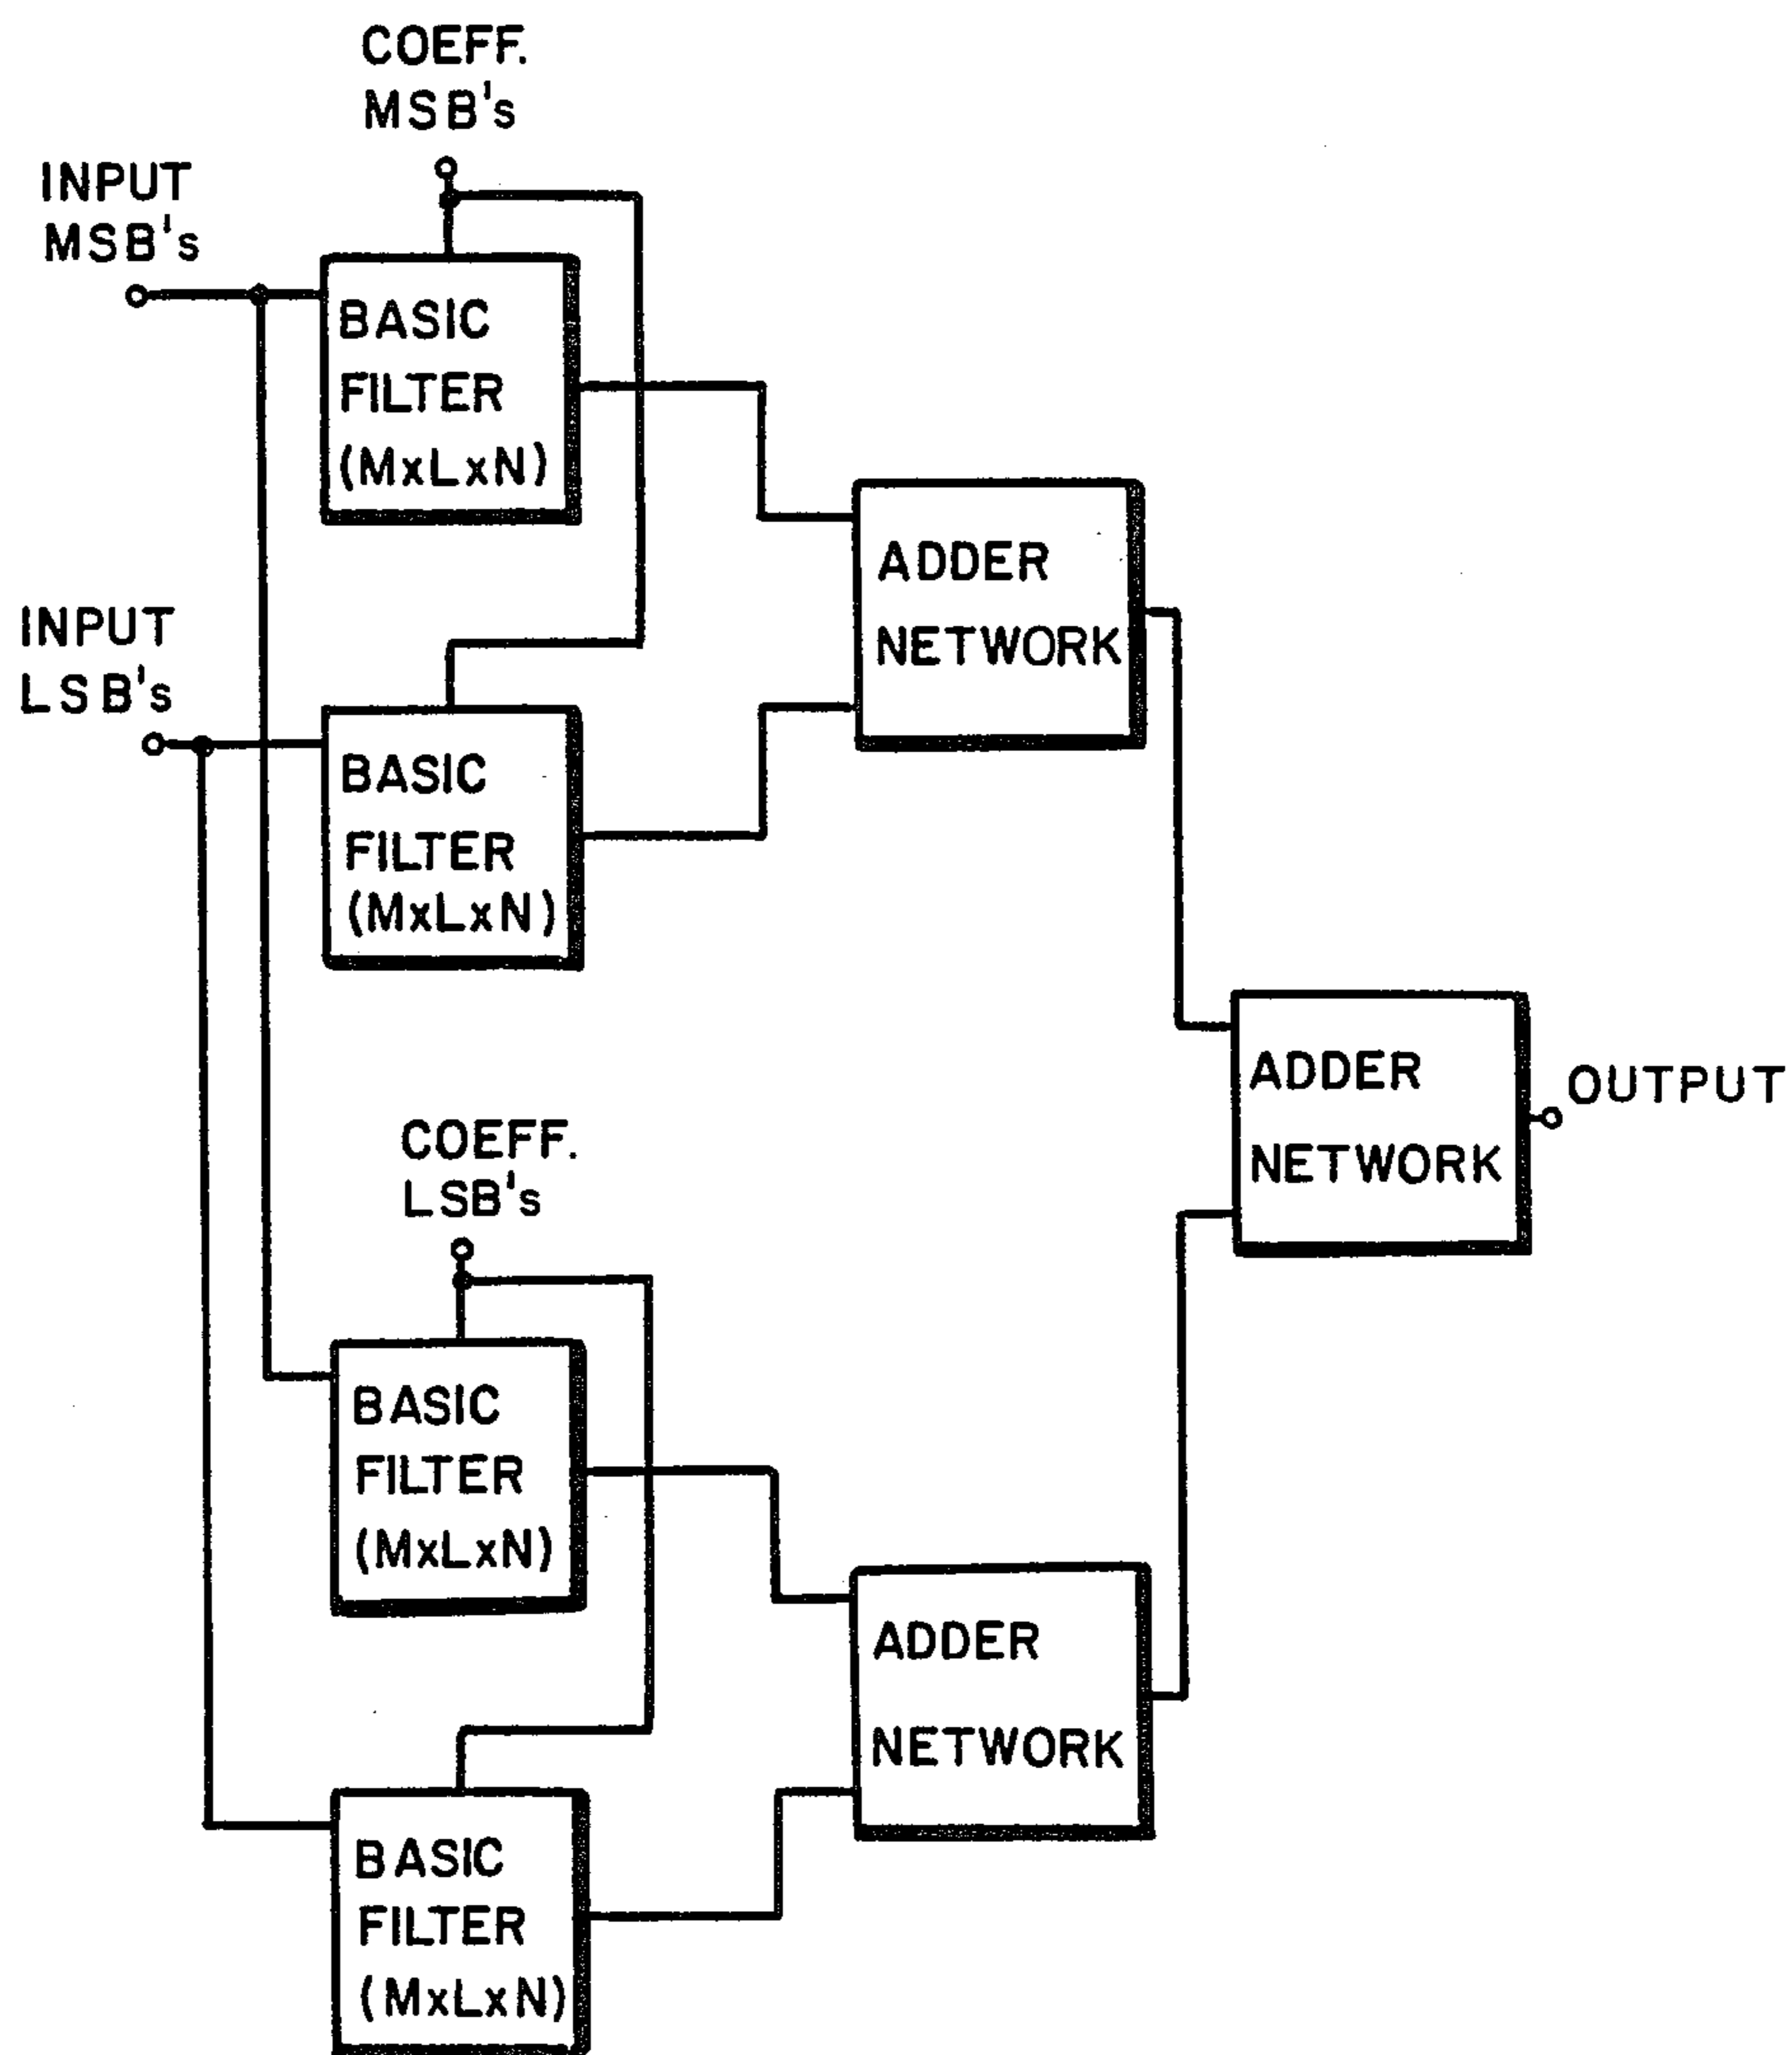 COEFF.
MSB's
INPUT
MSB's
BASIC
FILTER
(MxLxN)
ADDER
NETWORK
INPUT
LSB's
BASIC
FILTER
(MxLxN)
ADDER
NETWORK
OUTPUT
COEFF.
LSB's
BASIC
FILTER
(MxLxN)
ADDER
NETWORK
BASIC
FILTER
(MxLxN)